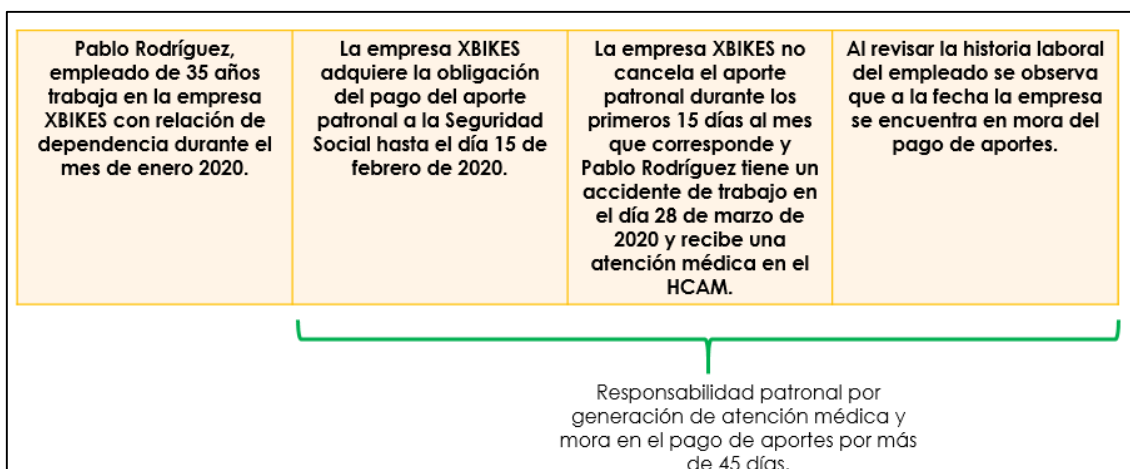 Pablo Rodríguez,
empleado de 35 años
trabaja en la empresa
XBIKES con relación de
dependencia durante el
mes de enero 2020.
La empresa XBIKES
adquiere la obligación
del pago del aporte
patronal a la Seguridad
Social hasta el día 15 de
febrero de 2020.
La empresa XBIKES no
cancela el aporte
patronal durante los
primeros 15 días al mes
que corresponde y
Pablo Rodríguez tiene un
accidente de trabajo en
el día 28 de marzo de
2020 y recibe una
atención médica en el
HCAM.
Al revisar la historia laboral
del empleado se observa
que a la fecha la empresa
se encuentra en mora del
pago de aportes.
Responsabilidad patronal por
generación de atención médica y
mora en el pago de aportes por más
de 45 días.